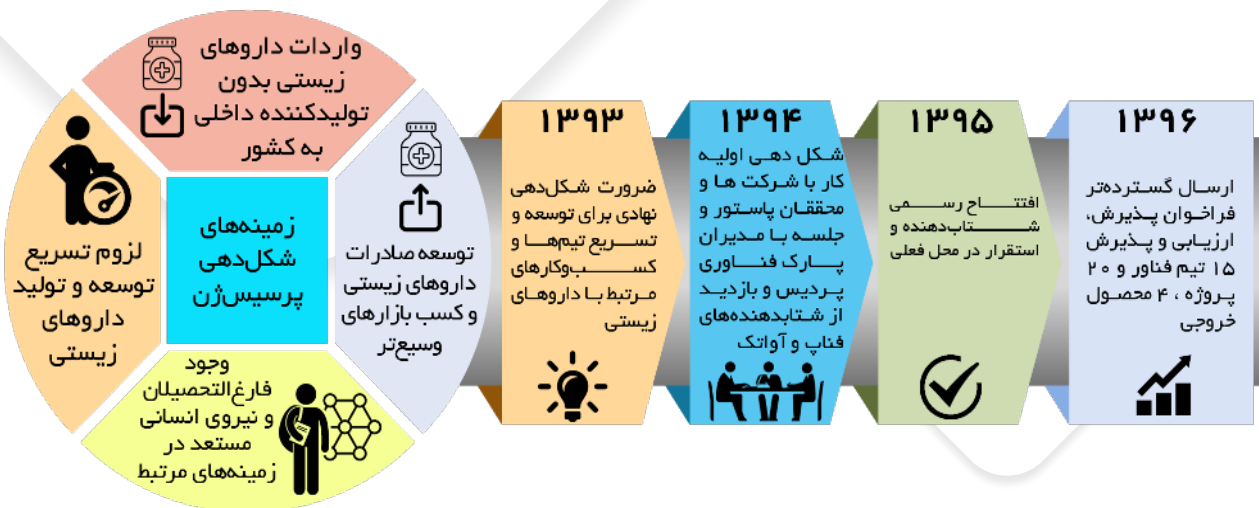 واردات داروهای
زیستی بدون
تولیدکننده داخلی
به کشور
لزوم تسریع
توسعه و تولید
داروهای
زیستی
زمینه‌های
شکل‌دهی
پرسیس‌ژن
توسعه صادرات
داروهای زیستی
و کسب بازارهای
وسیع‌تر
وجود
فارغ‌التحصیلان
و نیروی انسانی
مستعد در
زمینه‌های مرتبط
۱۳۹۳
ضرورت شکل‌دهی
نهادی برای توسعه و
تسریع تیم‌ها و
کسب‌وکارهای
مرتبط با داروهای
زیستی
۱۳۹۴
شکل دهی اولیه
کار با شرکت ها و
محققان پاستور و
جلسه با مدیران
پارک فناوری
پردیس و بازدید
از شتابدهنده‌های
فناپ و آواتک
۱۳۹۵
افتتاح رسمی
شتاب‌دهنده و
استقرار در محل فعلی
۱۳۹۶
ارسال گسترده‌تر
فراخوان پذیرش،
ارزیابی و پذیرش
۱۵ تیم فناور و ۲۰
پروژه ، ۴ محصول
خروجی